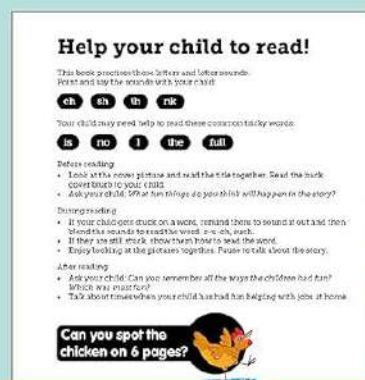 Help your child to read!
This book practises these letters and letter sounds.
Point and say the sounds with your child:
ch sh th nk
Your child may need help to read these common tricky words:
is no I the full
Before reading
• Look at the cover picture and read the title together. Read the back
cover blurb to your child.
• Ask your child: What fun things do you think will happen in the story?
During reading
• If your child gets stuck on a word, remind them to sound it out and then
blend the sounds to read the word: s-u-ch, such.
• If they are still stuck, show them how to read the word.
• Enjoy looking at the pictures together. Pause to talk about the story.
After reading
• Ask your child: Can you remember all the ways the children had fun?
Which was most fun?
• Talk about times when your child has had fun helping with jobs at home.
Can you spot the
chicken on 6 pages?